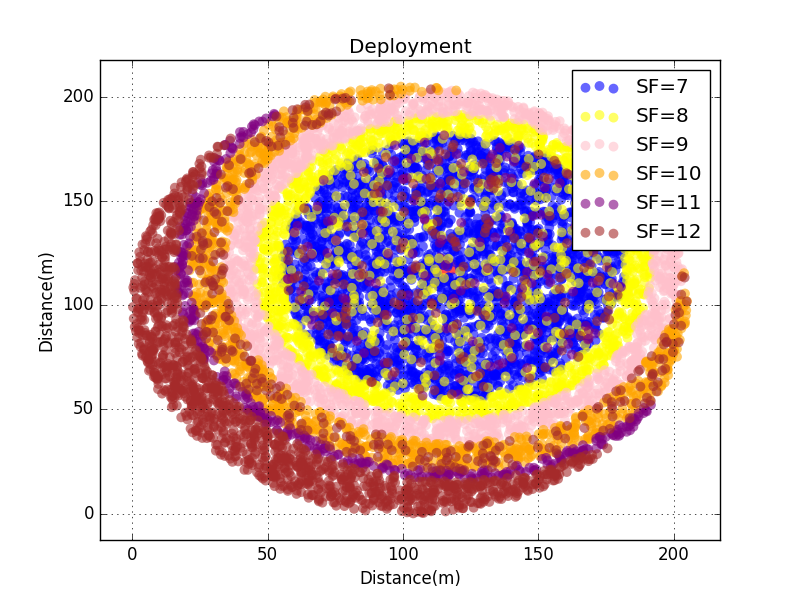 Deployment
SF=7
SF=8
SF=9
SF=10
SF=11
SF=12
Distance(m)
200
150
100
50
0
0 50 100 150 200
Distance(m)